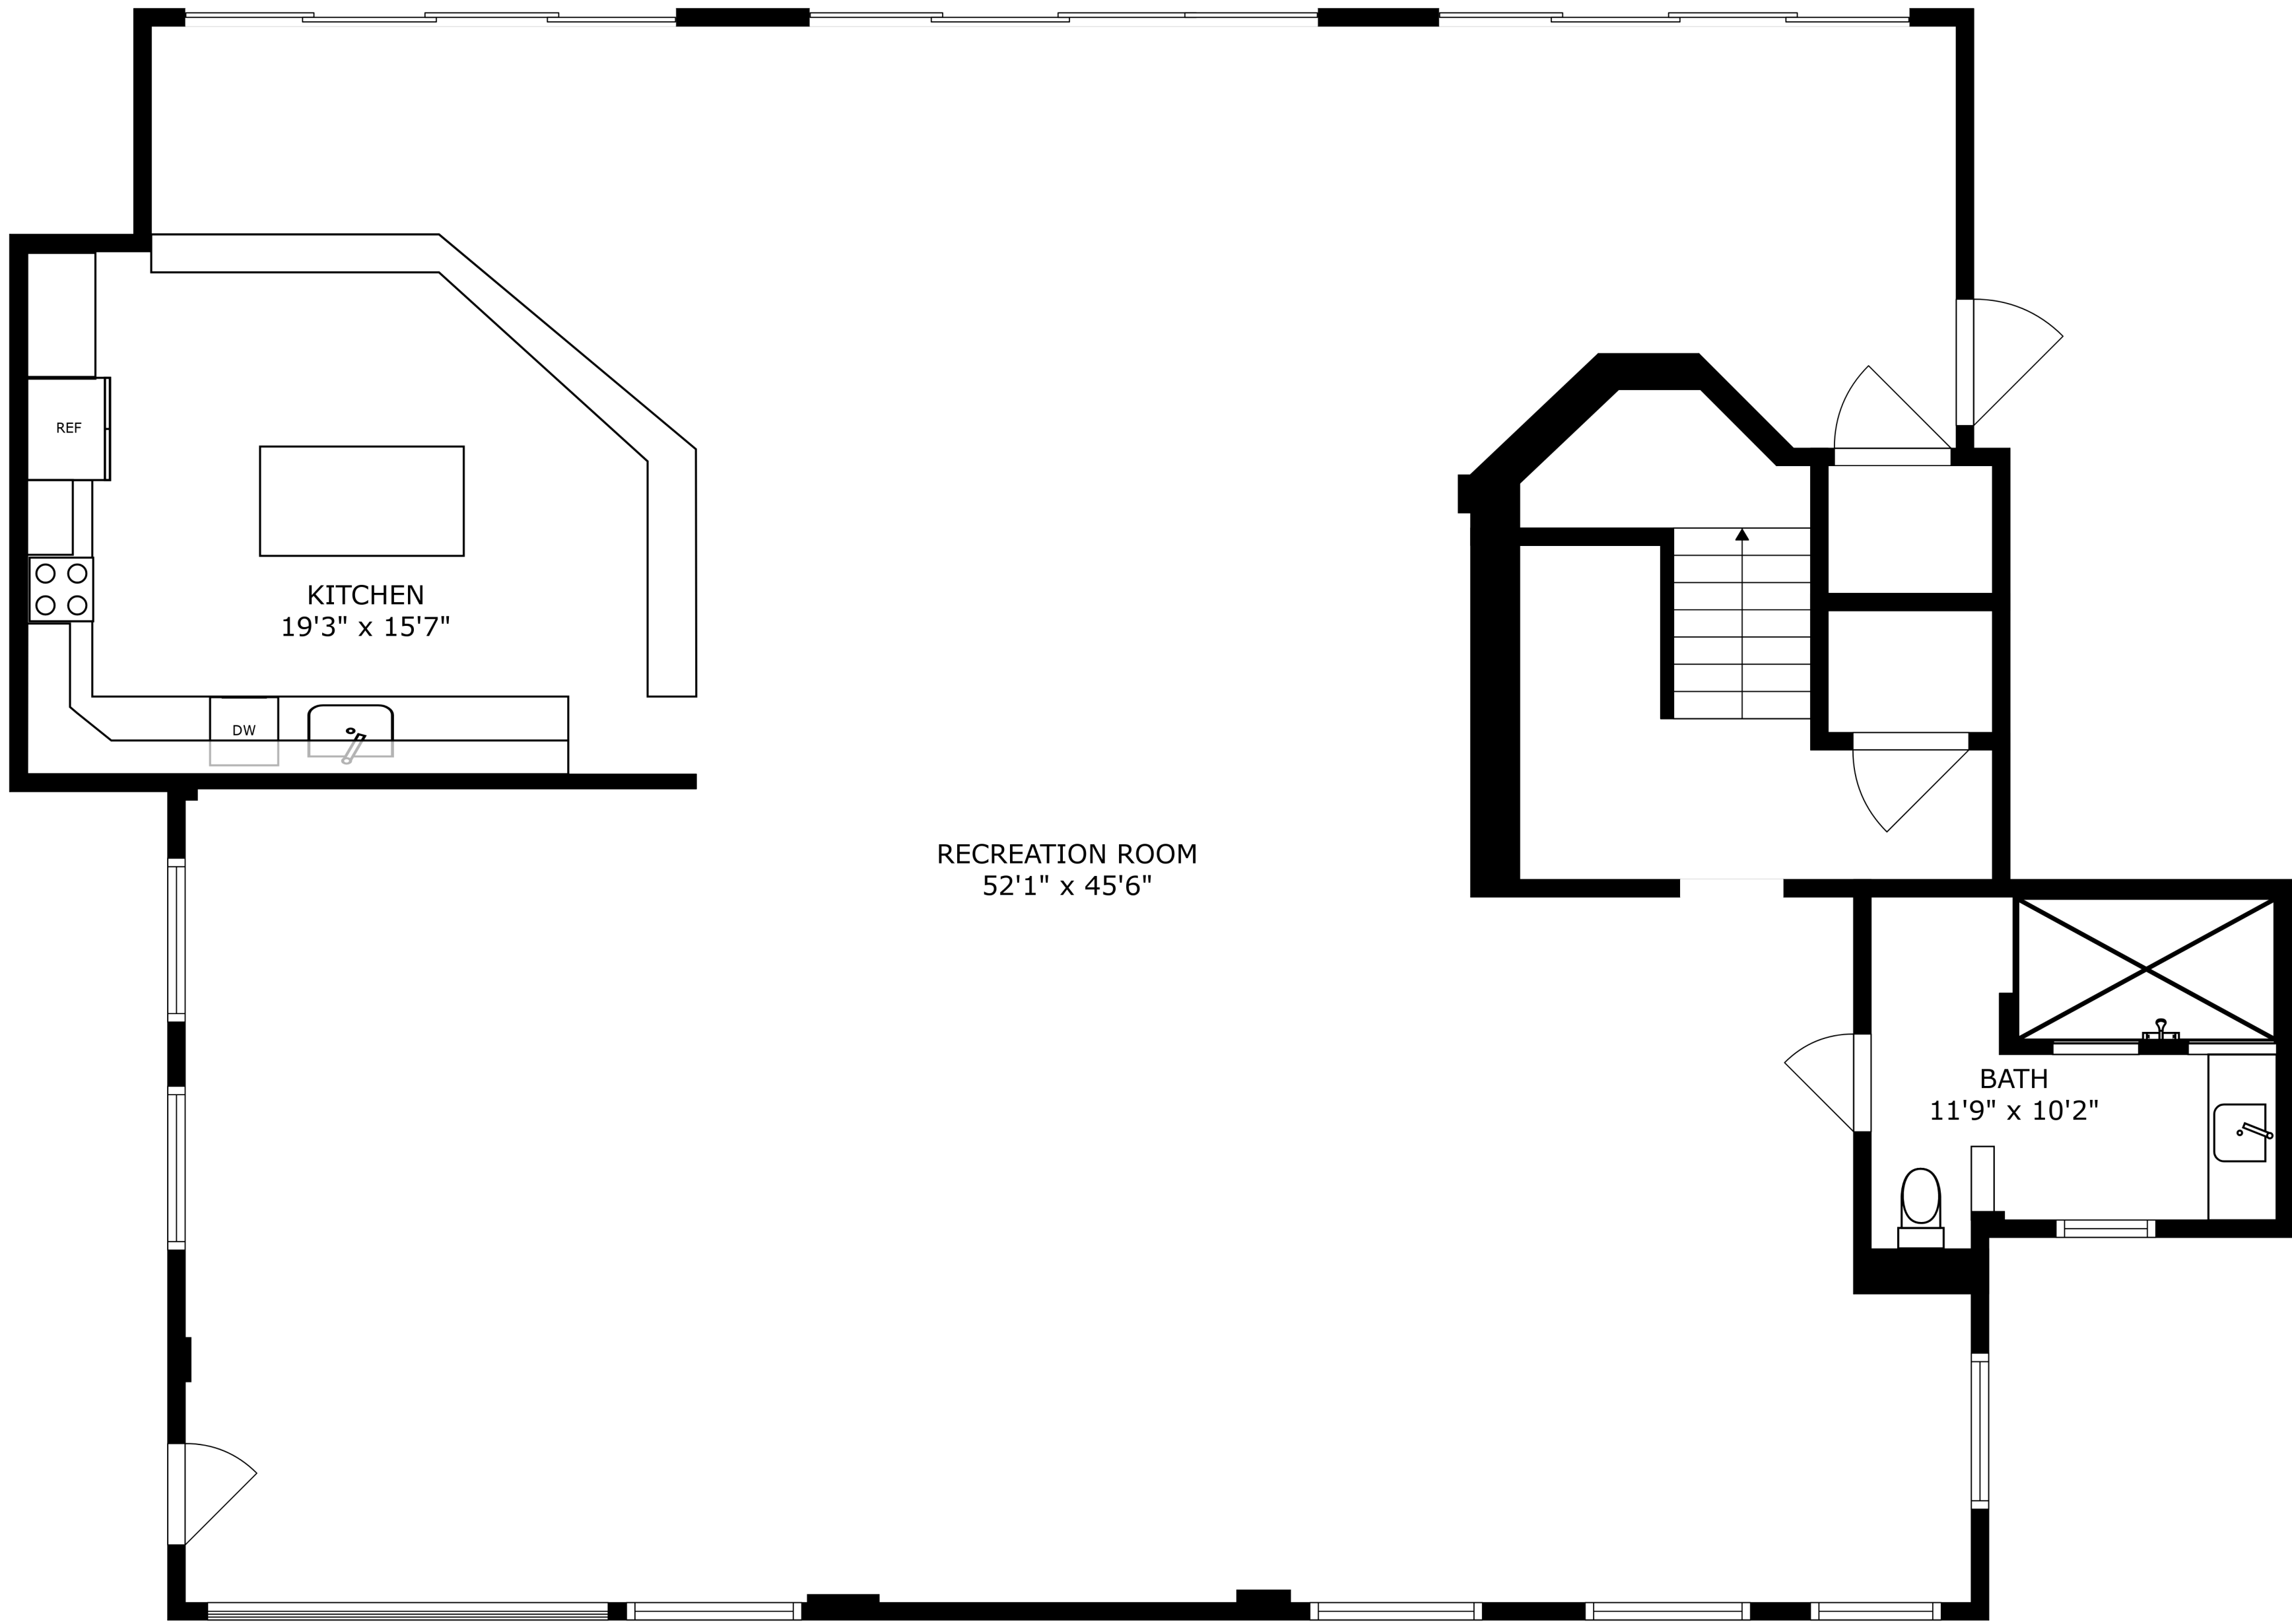 REF
KITCHEN
19'3" x 15'7"
DW
RECREATION ROOM
52'1" x 45'6"
BATH
11'9" x 10'2"